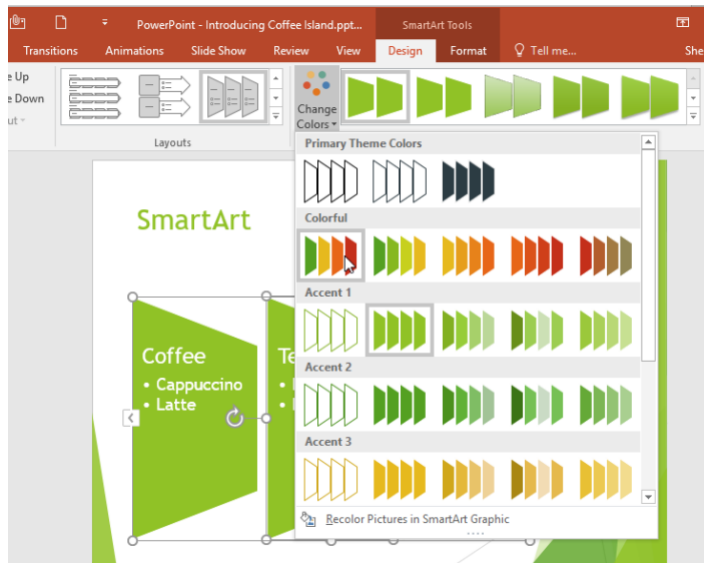 PowerPoint - Introducing Coffee Island.ppt...
SmartArt Tools
Transitions Animations Slide Show Review View Design Format Tell me... She
e Up
e Down
ut
Change
Colors
Layouts
Primary Theme Colors
Colorful
Accent 1
Accent 2
Accent 3
Recolor Pictures in SmartArt Graphic
SmartArt
Coffee
• Cappuccino
• Latte
Te